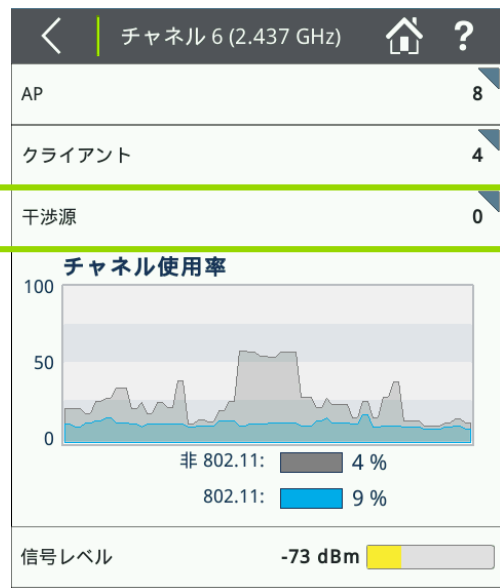 チャネル 6 (2.437 GHz) ?
AP 8
クライアント 4
干渉源 0
チャネル使用率
100
50
0
非 802.11: 4 %
802.11: 9 %
信号レベル -73 dBm